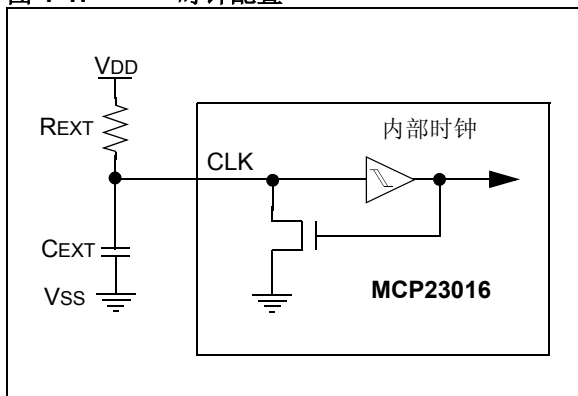 VDD
REXT
内部时钟
CLK
CEXT
MCP23016
VSS